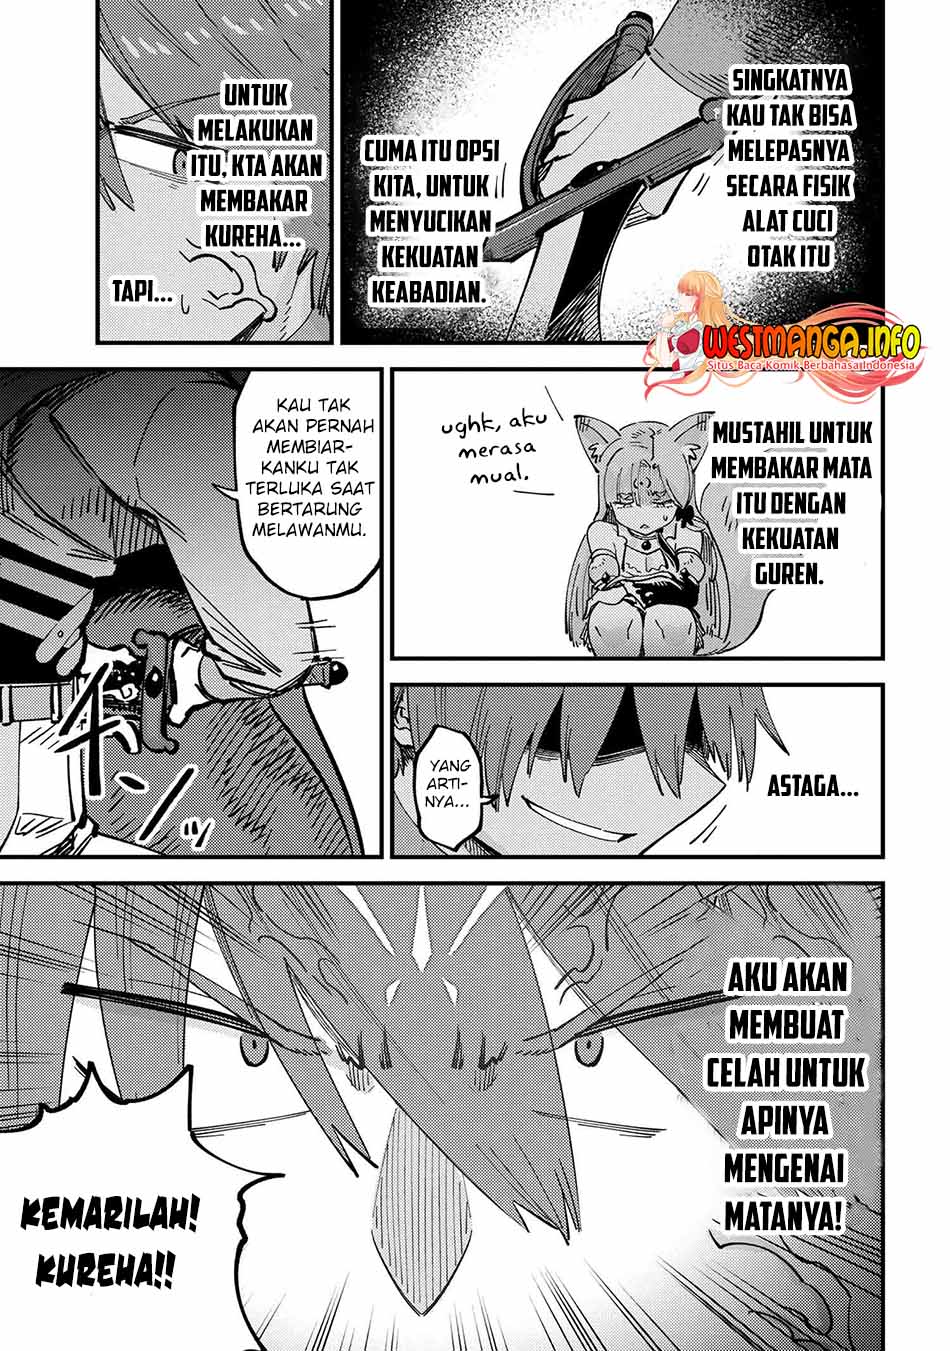 SINGKATNYA
KAU TAK BISA
MELEPASNYA
SECARA FISIK
ALAT CUCI
OTAK ITU
CUMA ITU OPSI
KITA, UNTUK
MENYUCIKAN
KEKUATAN
KEABADIAN.
UNTUK
MELAKUKAN
ITU, KTA AKAN
MEMBAKAR
KUREHA...
TAPI...
WESTMANGA.INFO
Situs Baca Komik Berbahasa Indonesia
MUSTAHIL UNTUK
MEMBAKAR MATA
ITU DENGAN
KEKUATAN
GUREN.
ughk, aku
merasa
mual.
KAU TAK
AKAN PERNAH
MEMBIAR-
KANKU TAK
TERLUKA SAAT
BERTARUNG
MELAWANMU.
ASTAGA...
YANG
ARTI-
NYA...
AKU AKAN
MEMBUAT
CELAH UNTUK
APINYA
MENGENAI
MATANYA!
KEMARILAH!
KUREHA!!